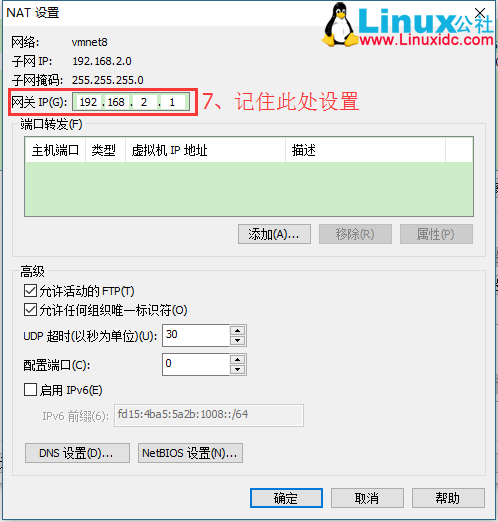 NAT 设置
Linux公社
www.Linuxidc.com
网络: vmnet8
子网 IP: 192.168.2.0
子网掩码: 255.255.255.0
网关 IP(G): 192 .168 . 2 . 1
7、记住此处设置
端口转发(F)
主机端口 类型 虚拟机 IP 地址 描述
添加(A)... 移除(R) 属性(P)
高级
允许活动的 FTP(T)
允许任何组织唯一标识符(O)
UDP 超时(以秒为单位)(U): 30
配置端口(C): 0
启用 IPv6(E)
IPv6 前缀(6): fd15:4ba5:5a2b:1008::/64
DNS 设置(D)... NetBIOS 设置(N)...
确定 取消 帮助